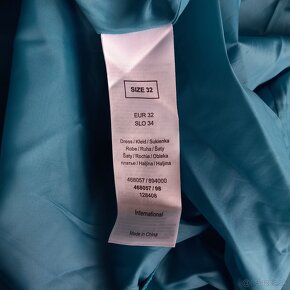 SIZE 32
EUR 32
SLO 34
Dress / Kleid / Sukienka
Robe / Ruha / Šaty
Šaty / Rochie / Obleka
платье / Haljina / Haljina
468057 / 894000
468057 / 98
128408
International
Made in China